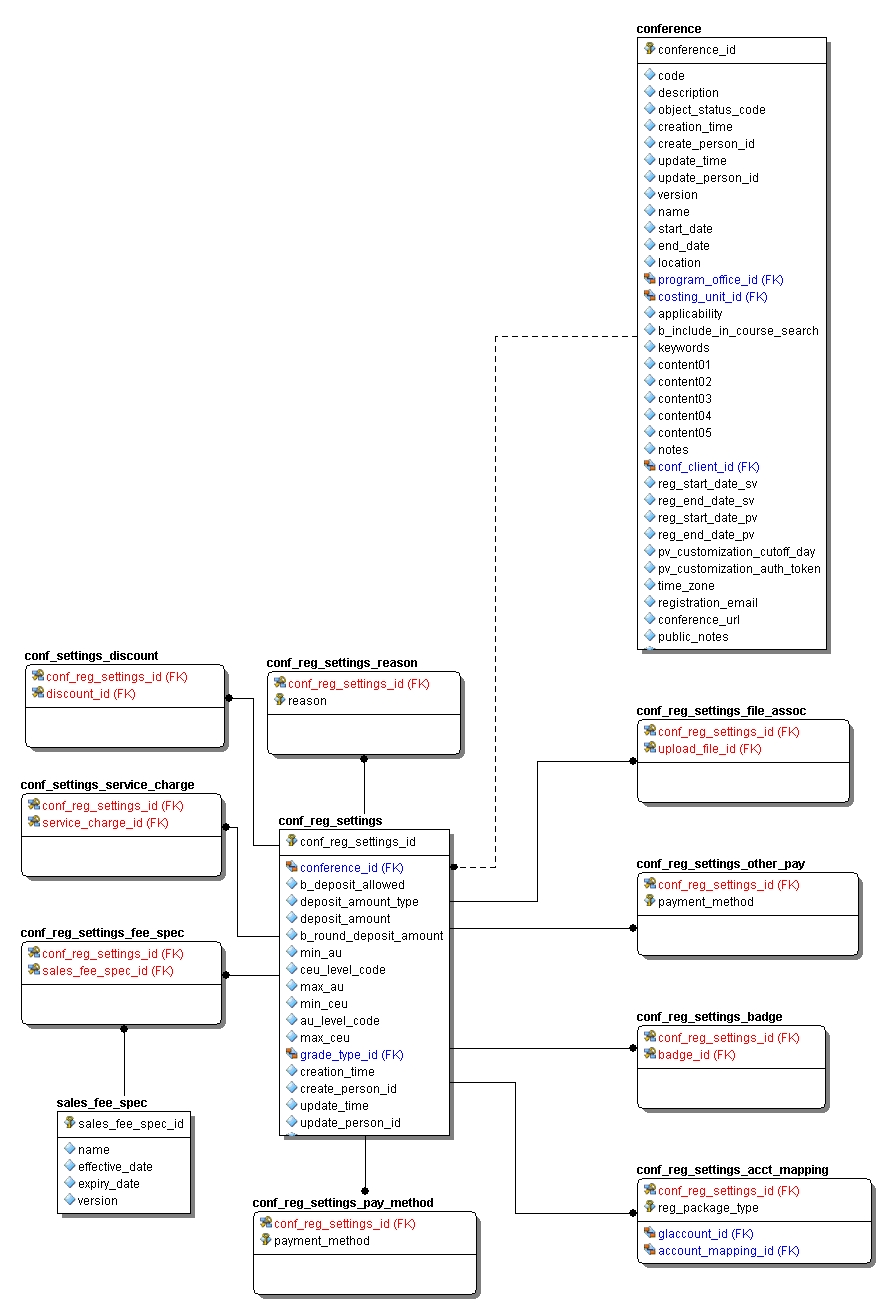 conference
conference_id
code
description
object_status_code
creation_time
create_person_id
update_time
update_person_id
version
name
start_date
end_date
location
program_office_id (FK)
costing_unit_id (FK)
applicability
b_include_in_course_search
keywords
content01
content02
content03
content04
content05
notes
conf_client_id (FK)
reg_start_date_sv
reg_end_date_sv
reg_start_date_pv
reg_end_date_pv
pv_customization_cutoff_day
pv_customization_auth_token
time_zone
registration_email
conference_url
public_notes
conf_settings_discount
conf_reg_settings_id (FK)
discount_id (FK)
conf_reg_settings_reason
conf_reg_settings_id (FK)
reason
conf_reg_settings_file_assoc
conf_reg_settings_id (FK)
upload_file_id (FK)
conf_settings_service_charge
conf_reg_settings_id (FK)
service_charge_id (FK)
conf_reg_settings
conf_reg_settings_id
conference_id (FK)
b_deposit_allowed
deposit_amount_type
deposit_amount
b_round_deposit_amount
min_au
ceu_level_code
max_au
min_ceu
au_level_code
max_ceu
grade_type_id (FK)
creation_time
create_person_id
update_time
update_person_id
conf_reg_settings_other_pay
conf_reg_settings_id (FK)
payment_method
conf_reg_settings_fee_spec
conf_reg_settings_id (FK)
sales_fee_spec_id (FK)
conf_reg_settings_badge
conf_reg_settings_id (FK)
badge_id (FK)
sales_fee_spec
sales_fee_spec_id
name
effective_date
expiry_date
version
conf_reg_settings_acct_mapping
conf_reg_settings_id (FK)
reg_package_type
glaccount_id (FK)
account_mapping_id (FK)
conf_reg_settings_pay_method
conf_reg_settings_id (FK)
payment_method